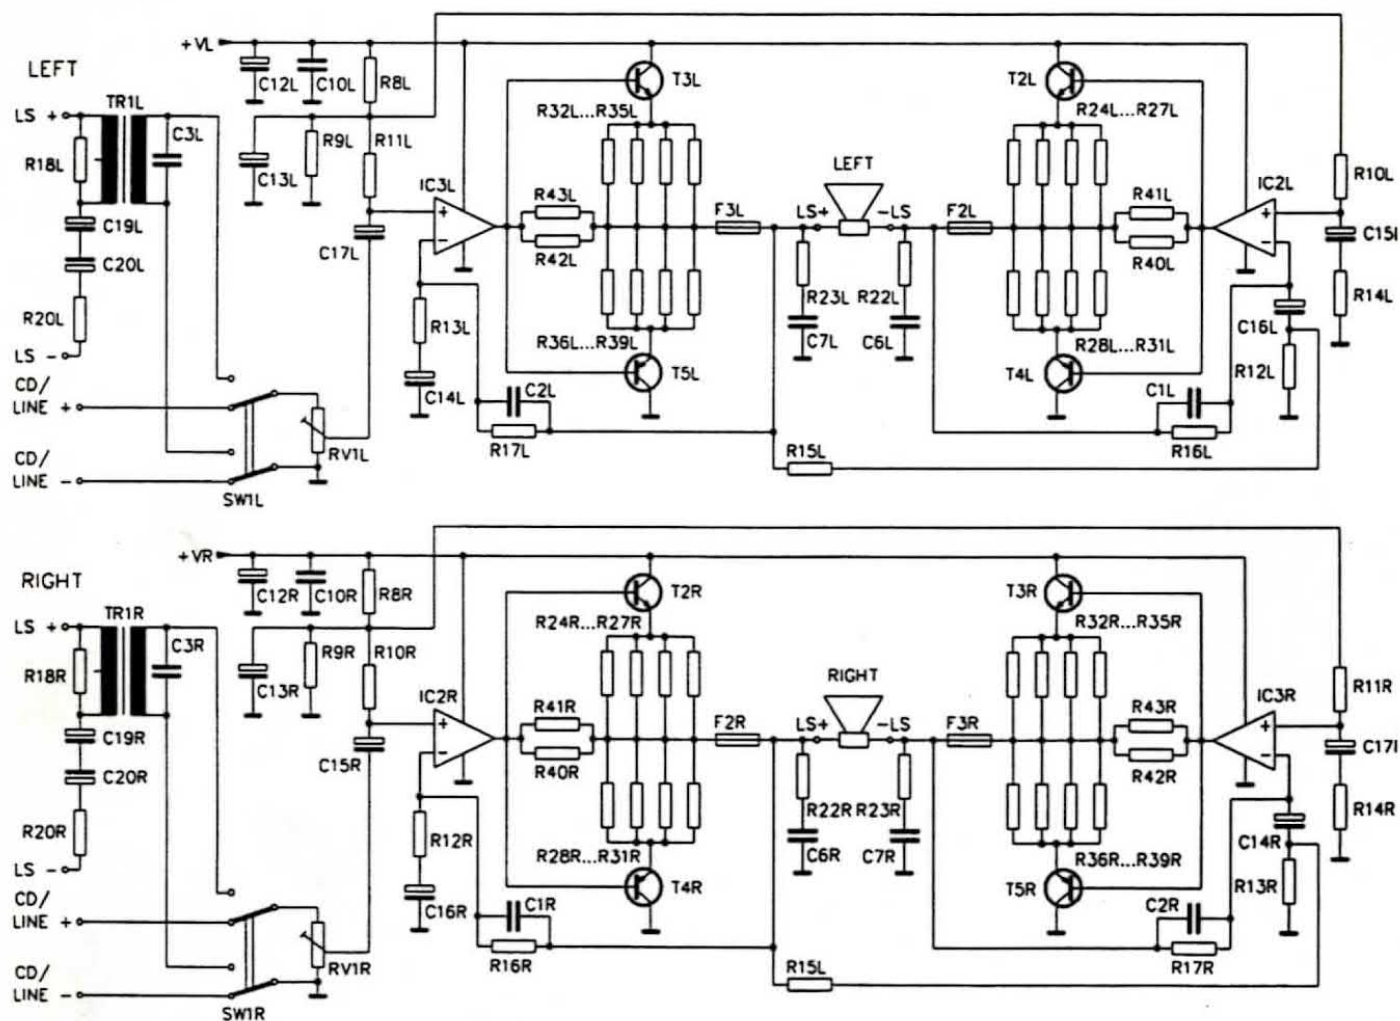 +VL
LEFT
C12L
C10L
R8L
T3L
T2L
LS +
TR1L
C3L
R32L...R35L
R24L...R27L
R18L
C13L
R9L
R11L
LEFT
IC3L
IC2L
R10L
R43L
R41L
F3L
LS+
-LS
F2L
C19L
C17L
C15l
C20L
R42L
R40L
R20L
R13L
R23L
R22L
R14L
C16L
LS -
R36L...R39L
C7L
C6L
R28L...R31L
T5L
T4L
R12L
CD/
LINE +
C14L
C2L
C1L
RV1L
R17L
R16L
CD/
LINE -
R15L
SW1L
+VR
RIGHT
C12R
C10R
R8R
T2R
T3R
LS +
TR1R
C3R
R24R...R27R
R32R...R35R
R18R
C13R
R9R
R10R
RIGHT
IC2R
IC3R
R11R
R41R
R43R
F2R
LS+
-LS
F3R
C19R
C15R
C17l
C20R
R40R
R42R
R20R
R12R
R22R
R23R
R14R
C14R
LS -
R28R...R31R
C6R
C7R
R36R...R39R
T4R
T5R
R13R
CD/
LINE +
C16R
C1R
C2R
RV1R
R16R
R17R
CD/
LINE -
R15L
SW1R
+
-
+
-
+
-
+
-